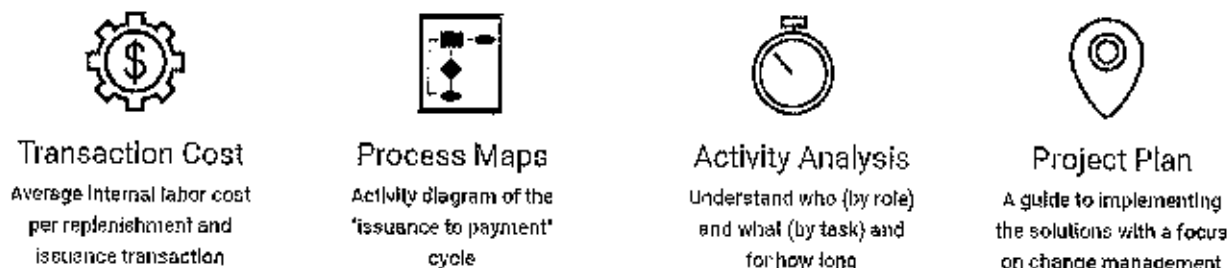 $
Transaction Cost
Average internal labor cost
per replenishment and
issuance transaction
Process Maps
Activity diagram of the
"issuance to payment"
cycle
Activity Analysis
Understand who (by role)
and what (by task) and
for how long
Project Plan
A guide to implementing
the solutions with a focus
on change management